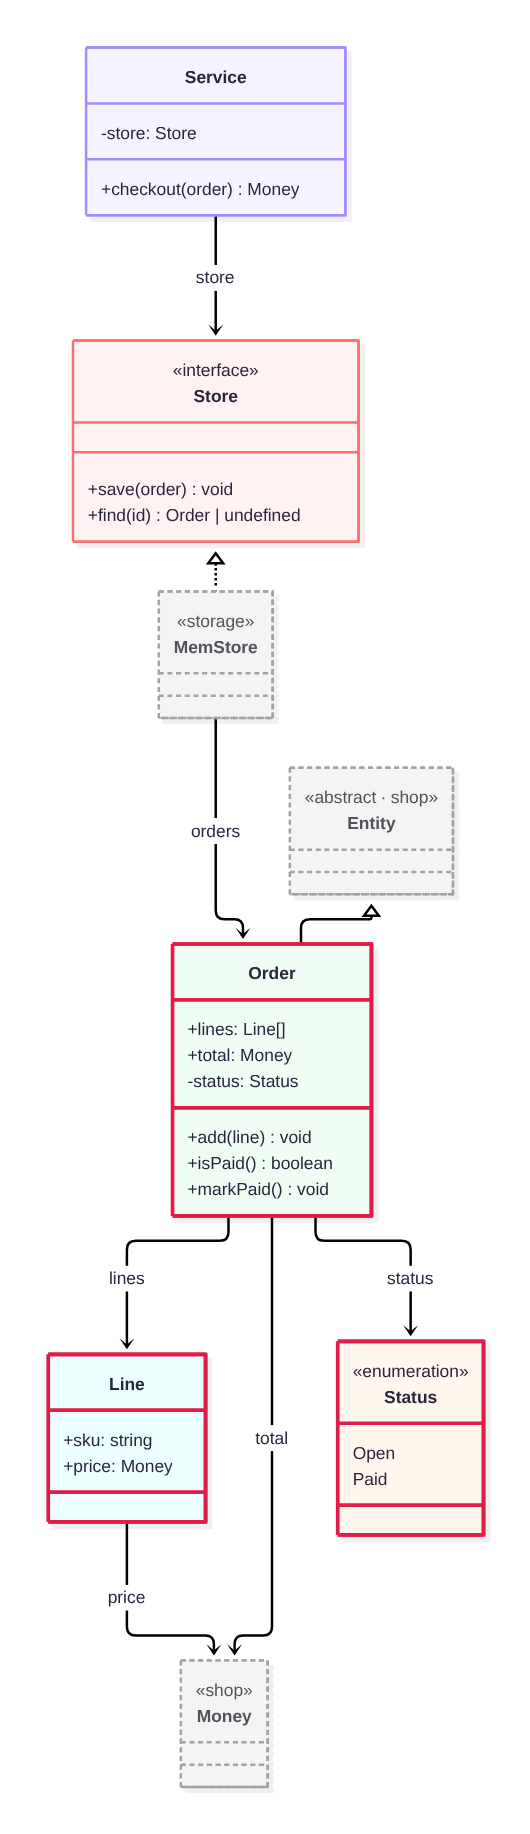 Service
-store: Store
+checkout(order) : Money
store
«interface»
Store
+save(order) : void
+find(id) : Order | undefined
«storage»
MemStore
«abstract · shop»
Entity
orders
Order
+lines: Line[]
+total: Money
-status: Status
+add(line) : void
+isPaid() : boolean
+markPaid() : void
lines
status
Line
+sku: string
+price: Money
«enumeration»
Status
Open
Paid
total
price
«shop»
Money